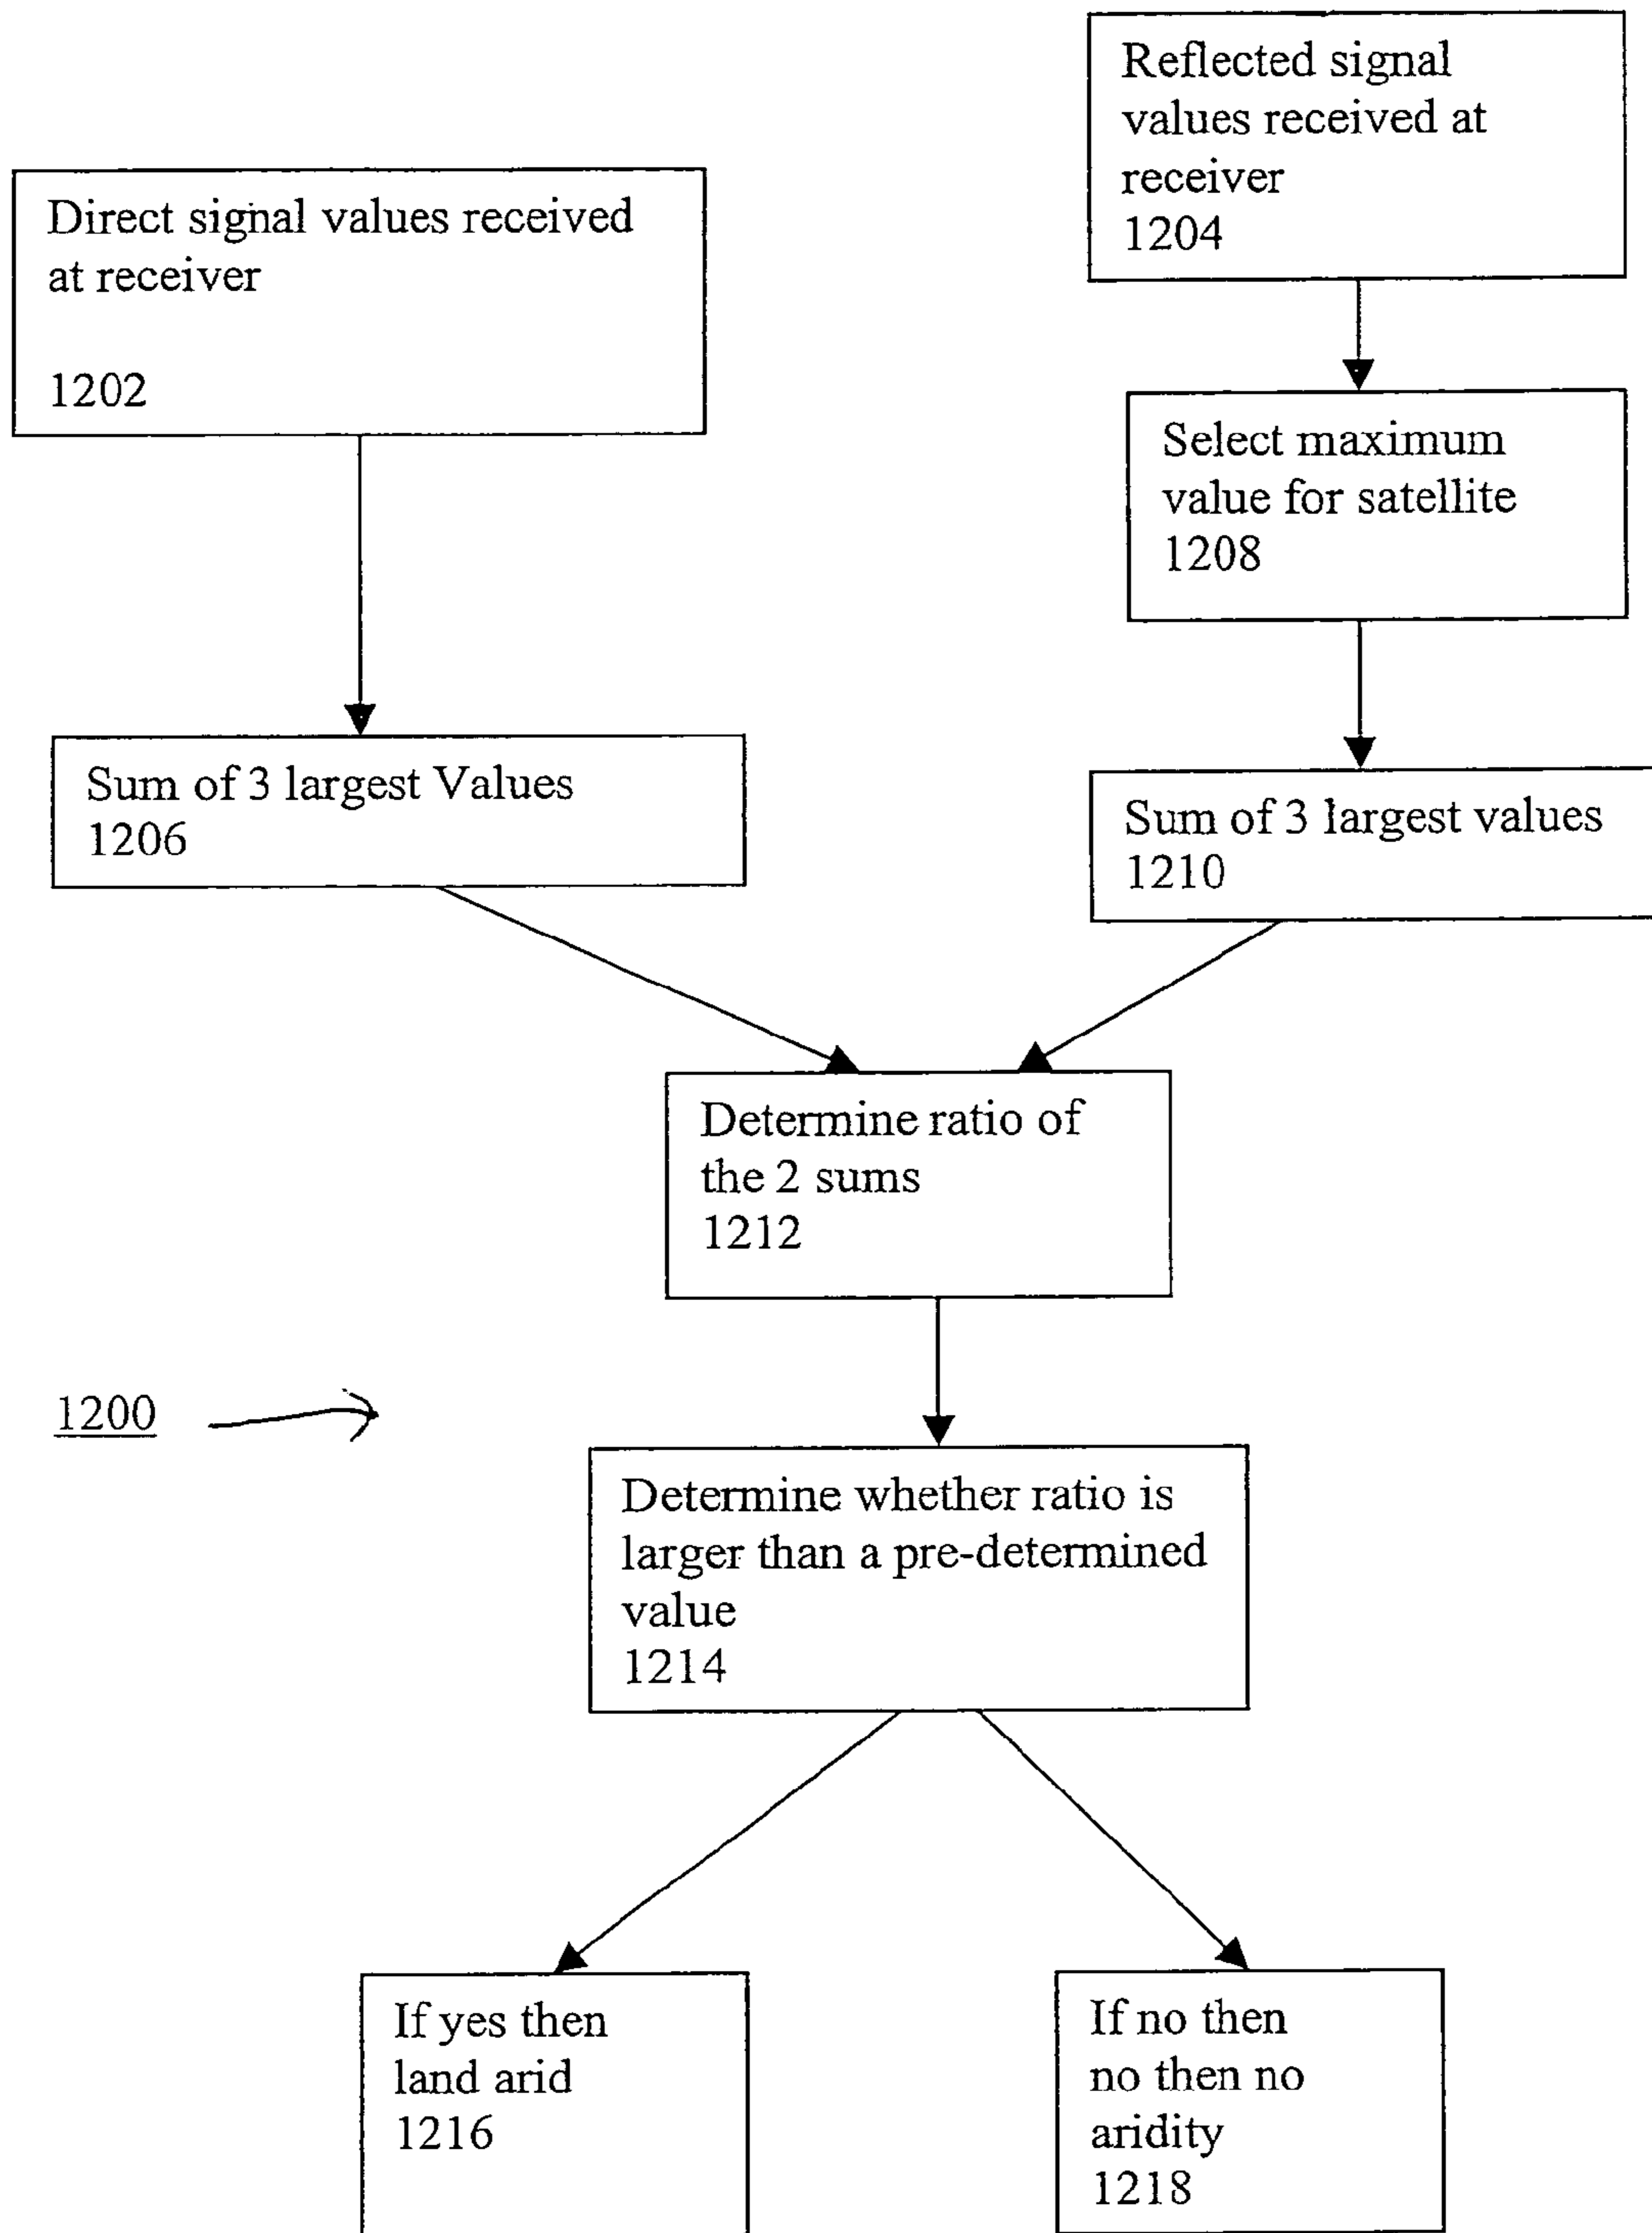 Reflected signal
values received at
receiver
1204
Direct signal values received
at receiver
1202
Select maximum
value for satellite
1208
Sum of 3 largest Values
1206
Sum of 3 largest values
1210
Determine ratio of
the 2 sums
1212
1200
Determine whether ratio is
larger than a pre-determined
value
1214
If yes then
land arid
1216
If no then
no then no
aridity
1218